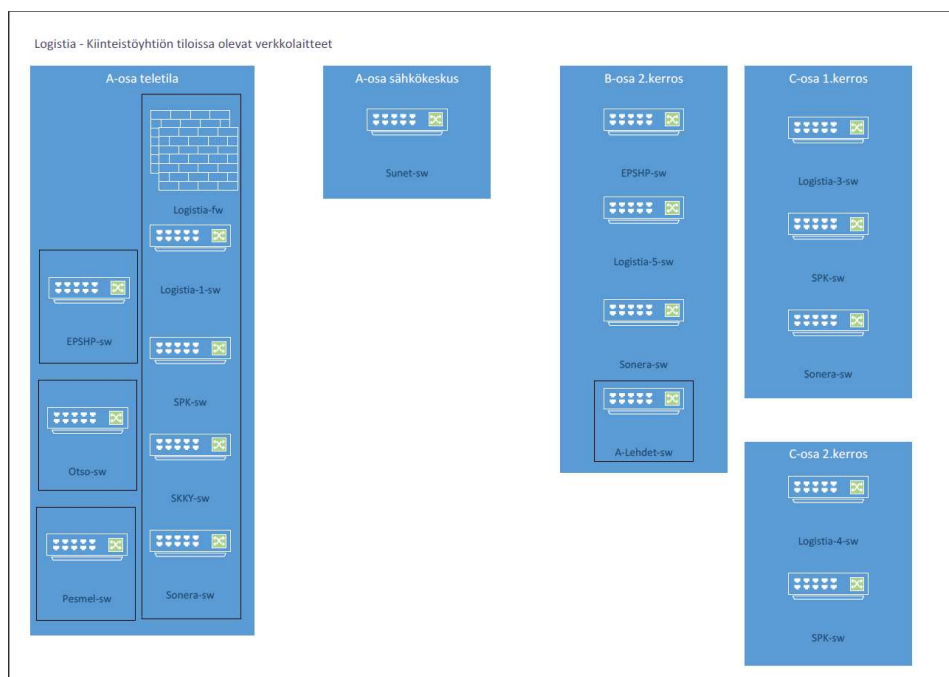 Logistia - Kiinteistöyhtiön tiloissa olevat verkkolaitteet
A-osa teletila
Logistia-fw
Logistia-1-sw
EPSHP-sw
SPK-sw
Otso-sw
SKKY-sw
Pesmel-sw
Sonera-sw
A-osa sähkökeskus
Sunet-sw
B-osa 2.kerros
EPSHP-sw
Logistia-5-sw
Sonera-sw
A-Lehdet-sw
C-osa 1.kerros
Logistia-3-sw
SPK-sw
Sonera-sw
C-osa 2.kerros
Logistia-4-sw
SPK-sw